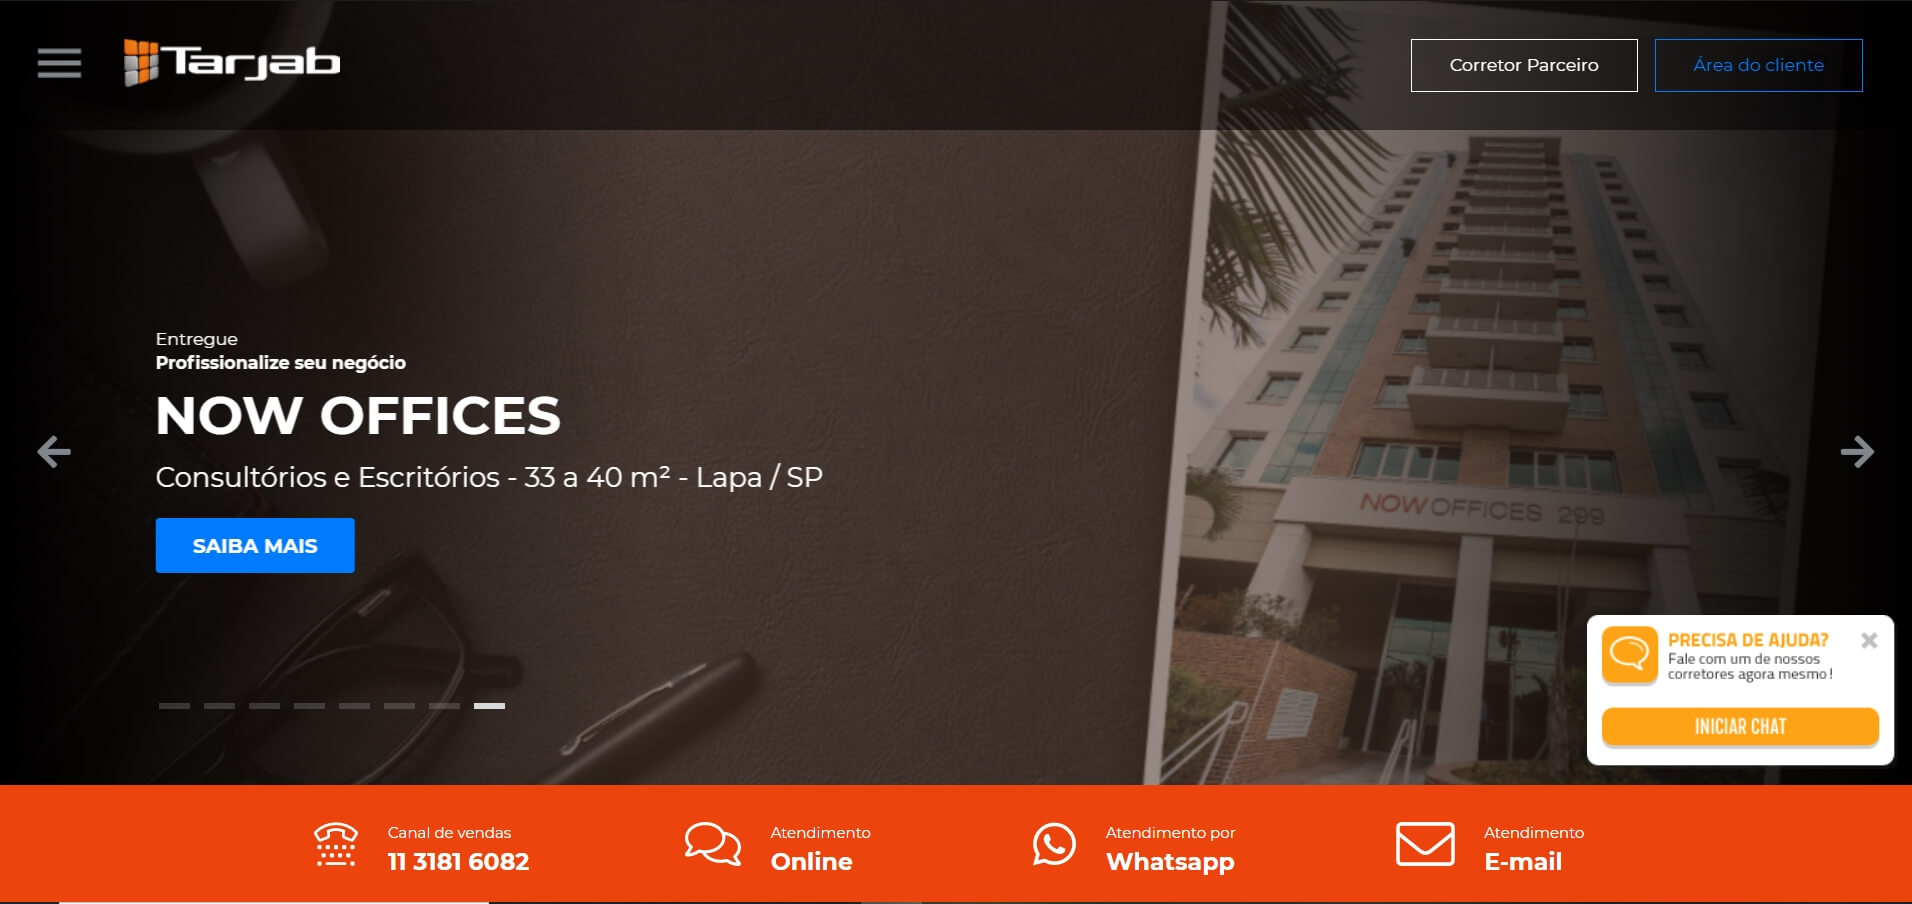 Tarjab
Corretor Parceiro
Área do cliente
Entregue
Profissionalize seu negócio
NOW OFFICES
Consultórios e Escritórios - 33 a 40 m² - Lapa / SP
SAIBA MAIS
NOW OFFICES 299
PRECISA DE AJUDA?
Fale com um de nossos
corretores agora mesmo!
INICIAR CHAT
Canal de vendas
11 3181 6082
Atendimento
Online
Atendimento por
Whatsapp
Atendimento
E-mail